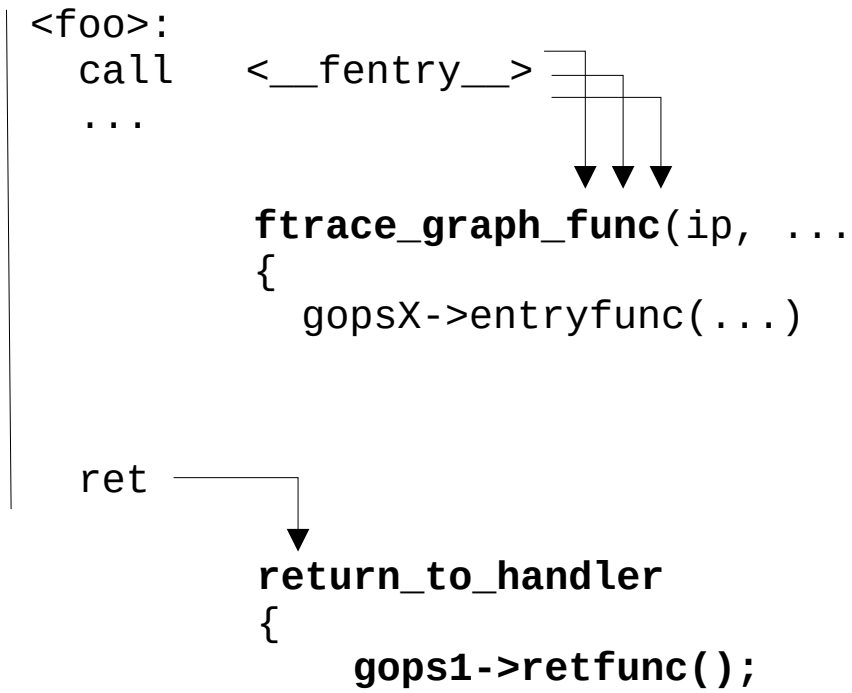 <foo>:
call <__fentry__>
...
ftrace_graph_func(ip, ...
{
gopsX->entryfunc(...)
ret
return_to_handler
{
gops1->retfunc();